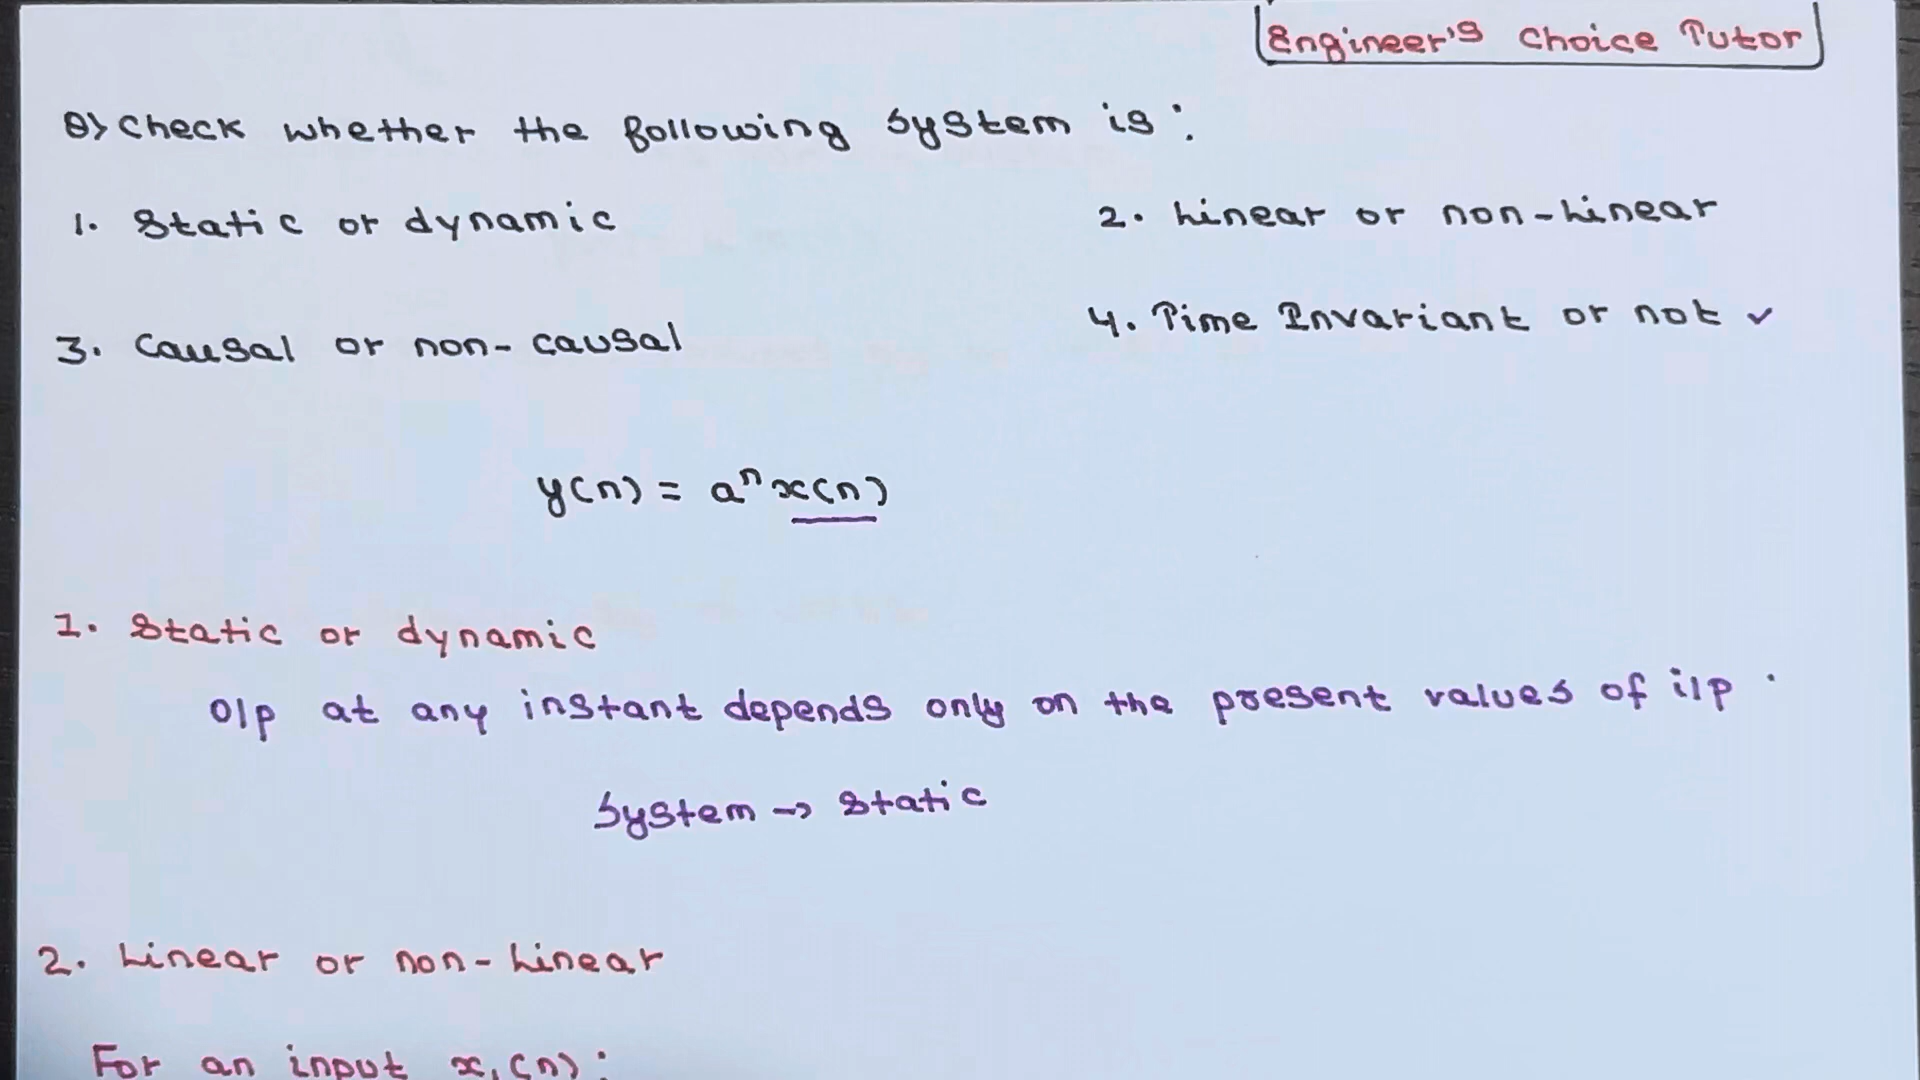 Engineer's Choice Tutor
Q) Check whether the following system is:
1. Static or dynamic
2. Linear or non-linear
3. Causal or non-causal
4. Time Invariant or not ✓
y(n) = aⁿ x(n)
1. Static or dynamic
O/p at any instant depends only on the present values of i/p.
System → Static
2. Linear or non-linear
For an input x₁(n):